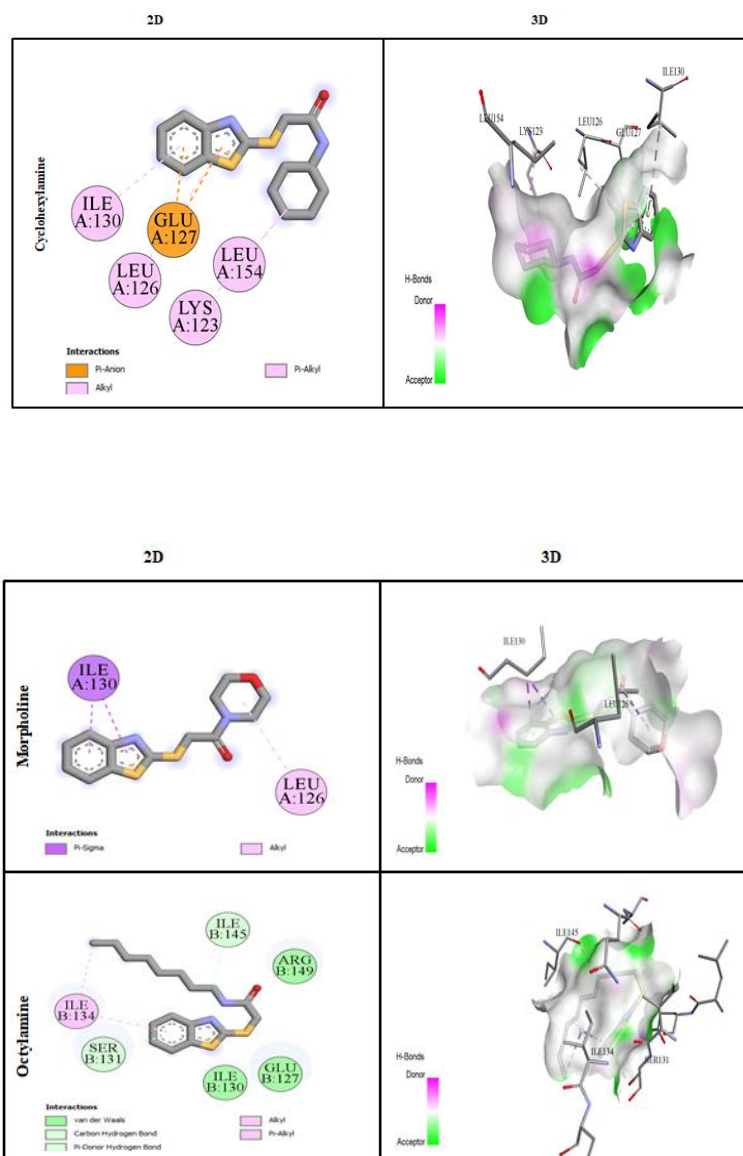 2D 3D
Cyclohexylamine
ILE
A:130
GLU
A:127
LEU
A:126
LEU
A:154
LYS
A:123
Interactions
Pi-Anion
Alkyl
Pi-Alkyl
ILE130
LEU154
LYS123
LEU126
GLU127
H-Bonds
Donor
Acceptor
2D 3D
Morpholine
ILE
A:130
LEU
A:126
Interactions
Pi-Sigma
Alkyl
ILE130
LEU126
H-Bonds
Donor
Acceptor
Octylamine
ILE
B:145
ARG
B:149
ILE
B:134
SER
B:131
ILE
B:130
GLU
B:127
Interactions
van der Waals
Carbon Hydrogen Bond
Pi-Donor Hydrogen Bond
Alkyl
Pi-Alkyl
ILE145
ILE134
SER131
H-Bonds
Donor
Acceptor